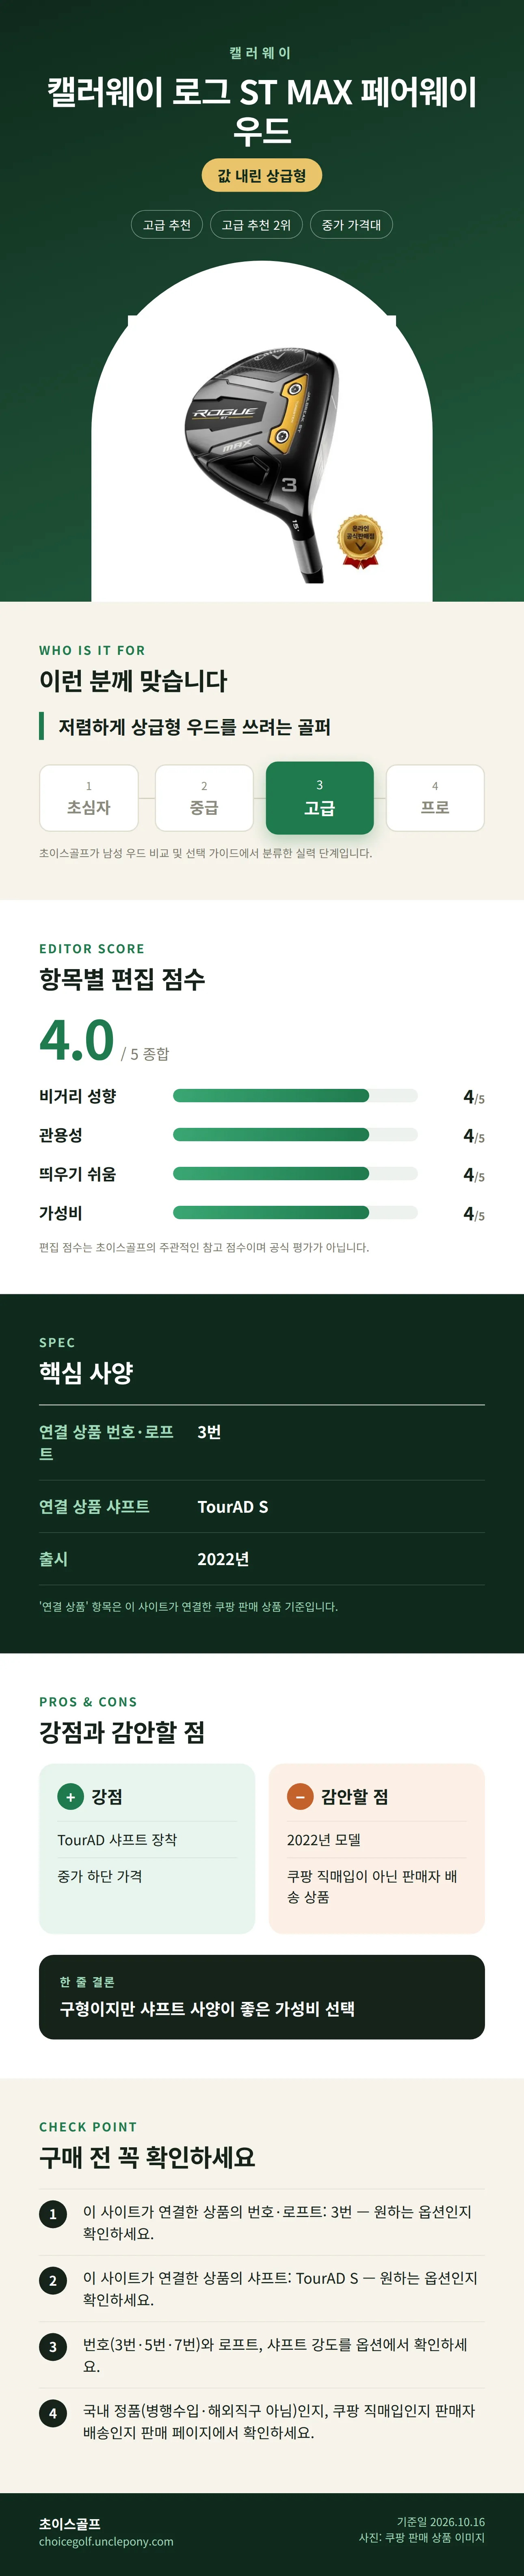 캘러웨이
캘러웨이 로그 ST MAX 페어웨이
우드
값 내린 상급형
고급 추천
고급 추천 2위
중가 가격대
Callaway
ROGUE
ST
MAX
3
15°
온라인
공식판매점
WHO IS IT FOR
이런 분께 맞습니다
저렴하게 상급형 우드를 쓰려는 골퍼
1
초심자
2
중급
3
고급
4
프로
초이스골프가 남성 우드 비교 및 선택 가이드에서 분류한 실력 단계입니다.
EDITOR SCORE
항목별 편집 점수
4.0 / 5 종합
비거리 성향 4/5
관용성 4/5
띄우기 쉬움 4/5
가성비 4/5
편집 점수는 초이스골프의 주관적인 참고 점수이며 공식 평가가 아닙니다.
SPEC
핵심 사양
연결 상품 번호·로프
트
3번
연결 상품 샤프트 TourAD S
출시 2022년
'연결 상품' 항목은 이 사이트가 연결한 쿠팡 판매 상품 기준입니다.
PROS & CONS
강점과 감안할 점
+ 강점
TourAD 샤프트 장착
중가 하단 가격
− 감안할 점
2022년 모델
쿠팡 직매입이 아닌 판매자 배
송 상품
한 줄 결론
구형이지만 샤프트 사양이 좋은 가성비 선택
CHECK POINT
구매 전 꼭 확인하세요
1 이 사이트가 연결한 상품의 번호·로프트: 3번 — 원하는 옵션인지
확인하세요.
2 이 사이트가 연결한 상품의 샤프트: TourAD S — 원하는 옵션인지
확인하세요.
3 번호(3번·5번·7번)와 로프트, 샤프트 강도를 옵션에서 확인하세
요.
4 국내 정품(병행수입·해외직구 아님)인지, 쿠팡 직매입인지 판매자
배송인지 판매 페이지에서 확인하세요.
초이스골프
choicegolf.unclepony.com
기준일 2026.10.16
사진: 쿠팡 판매 상품 이미지